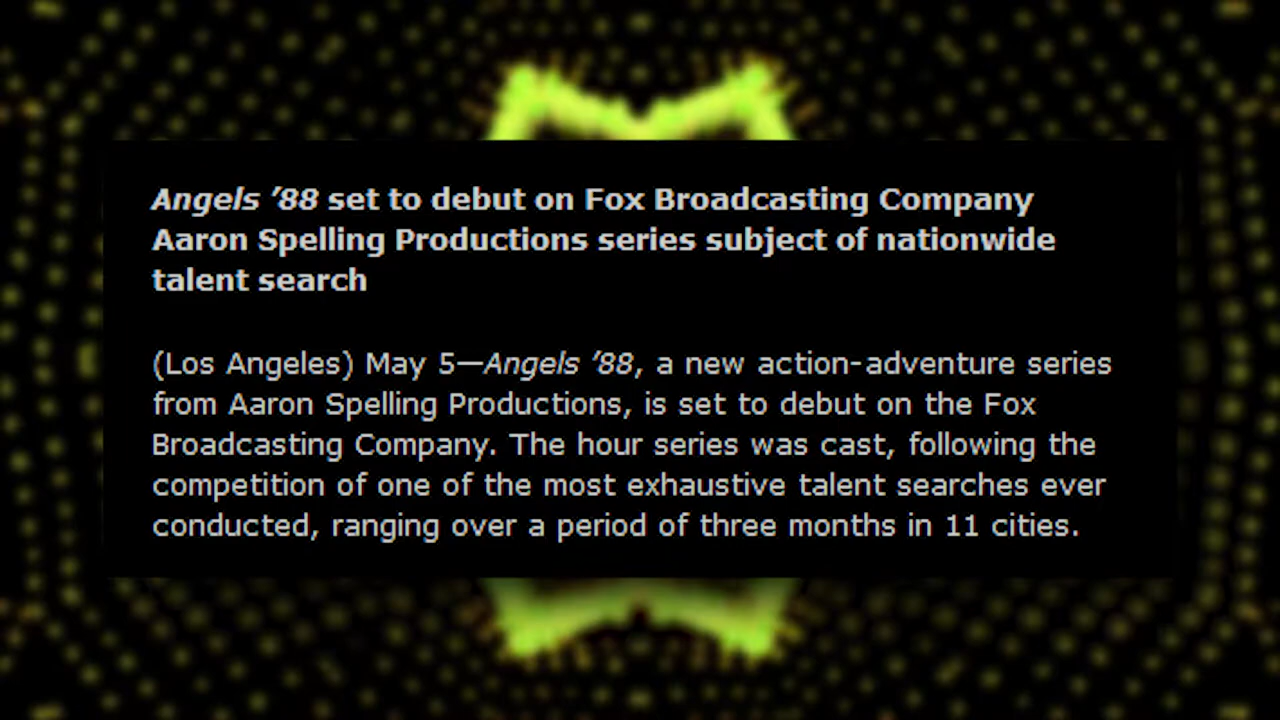 Angels ’88 set to debut on Fox Broadcasting Company
Aaron Spelling Productions series subject of nationwide
talent search
(Los Angeles) May 5—Angels ’88, a new action-adventure series
from Aaron Spelling Productions, is set to debut on the Fox
Broadcasting Company. The hour series was cast, following the
competition of one of the most exhaustive talent searches ever
conducted, ranging over a period of three months in 11 cities.